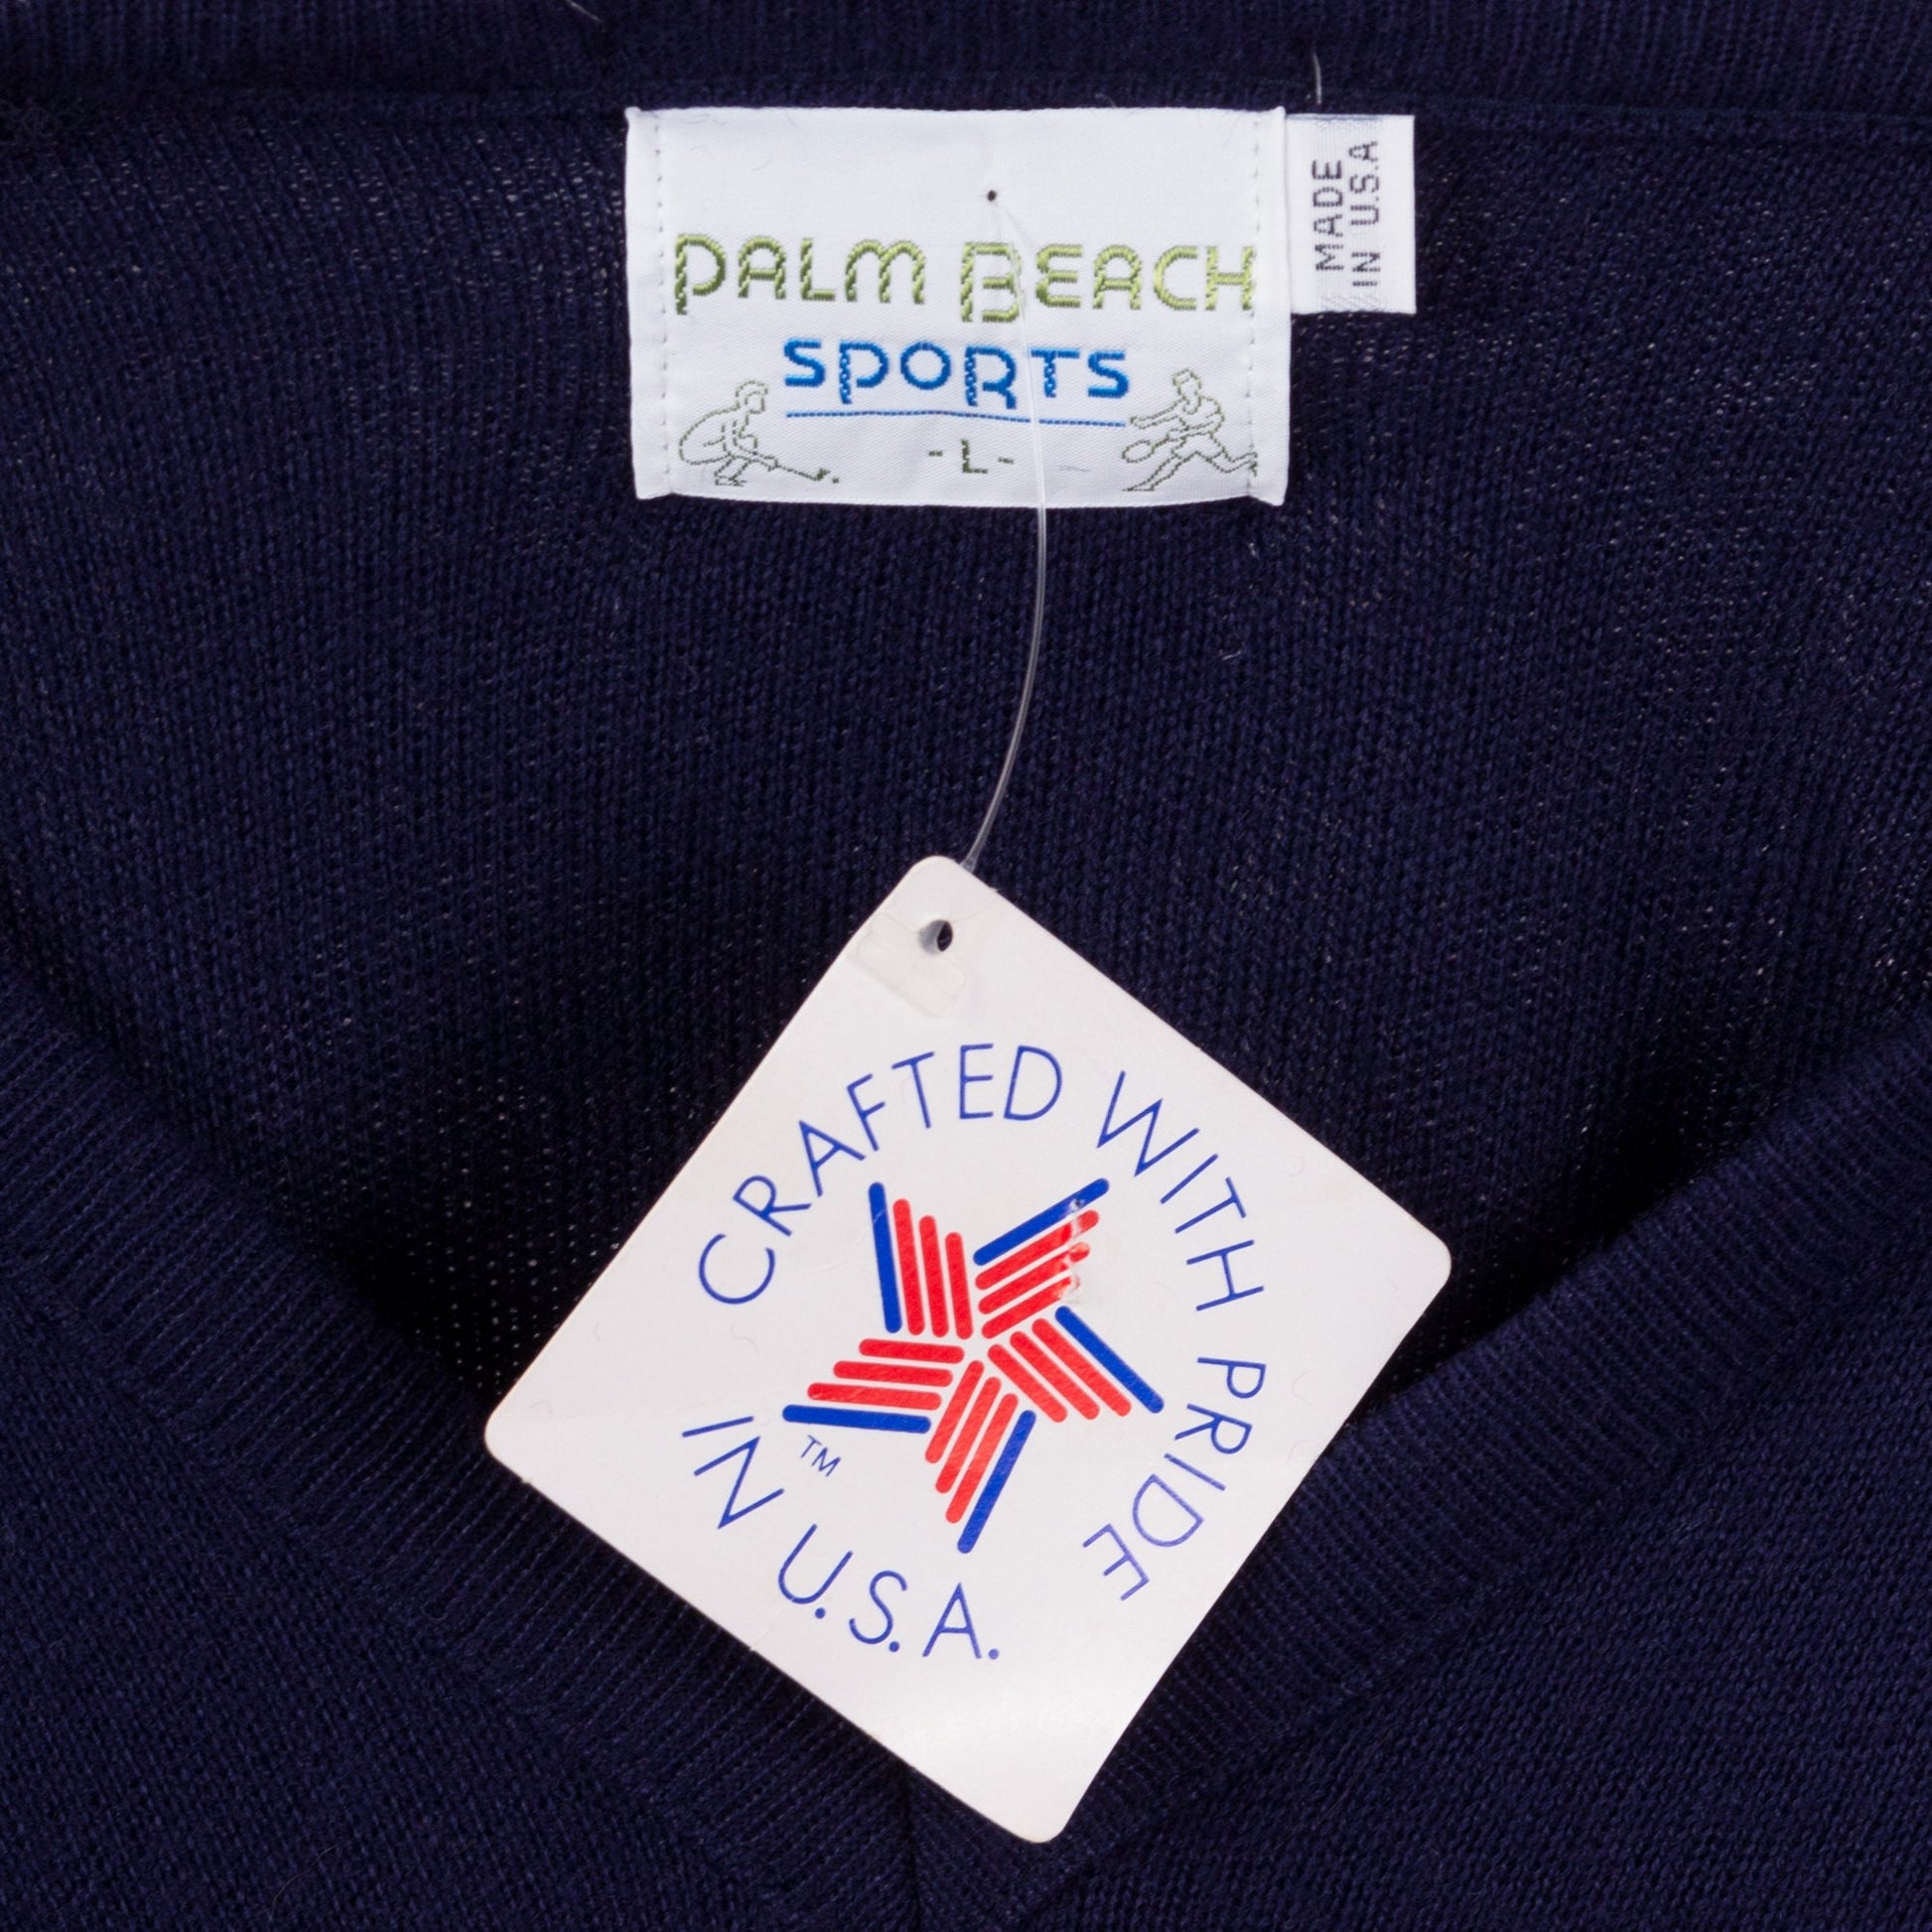 PALM BEACH
SPORTS
-L-
MADE
IN U.S.A
CRAFTED WITH PRIDE
IN U.S.A.
TM